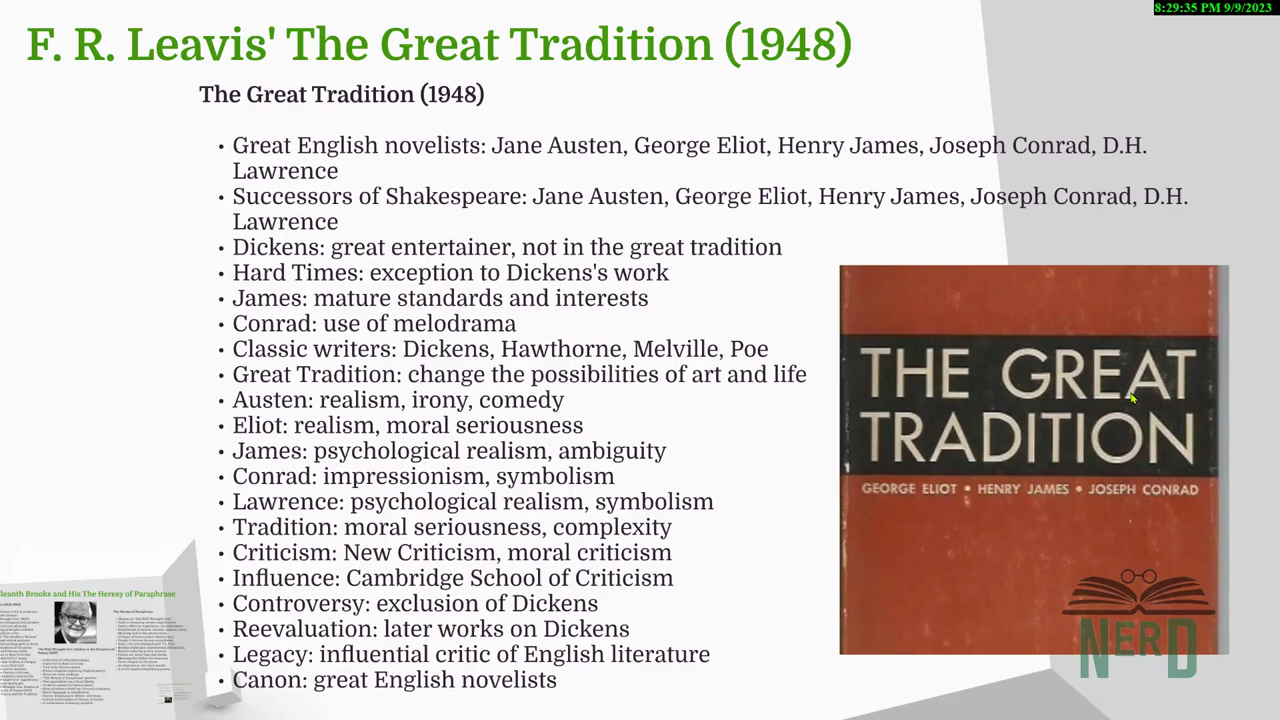 8:29:35 PM 9/9/2023
F. R. Leavis' The Great Tradition (1948)
The Great Tradition (1948)
• Great English novelists: Jane Austen, George Eliot, Henry James, Joseph Conrad, D.H.
Lawrence
• Successors of Shakespeare: Jane Austen, George Eliot, Henry James, Joseph Conrad, D.H.
Lawrence
• Dickens: great entertainer, not in the great tradition
• Hard Times: exception to Dickens's work
• James: mature standards and interests
• Conrad: use of melodrama
• Classic writers: Dickens, Hawthorne, Melville, Poe
• Great Tradition: change the possibilities of art and life
• Austen: realism, irony, comedy
• Eliot: realism, moral seriousness
• James: psychological realism, ambiguity
• Conrad: impressionism, symbolism
• Lawrence: psychological realism, symbolism
• Tradition: moral seriousness, complexity
• Criticism: New Criticism, moral criticism
• Influence: Cambridge School of Criticism
• Controversy: exclusion of Dickens
• Reevaluation: later works on Dickens
• Legacy: influential critic of English literature
• Canon: great English novelists
THE GREAT
TRADITION
GEORGE ELIOT • HENRY JAMES • JOSEPH CONRAD
NERD
leanth Brooks and His The Heresy of Paraphrase
The Heresy of Paraphrase